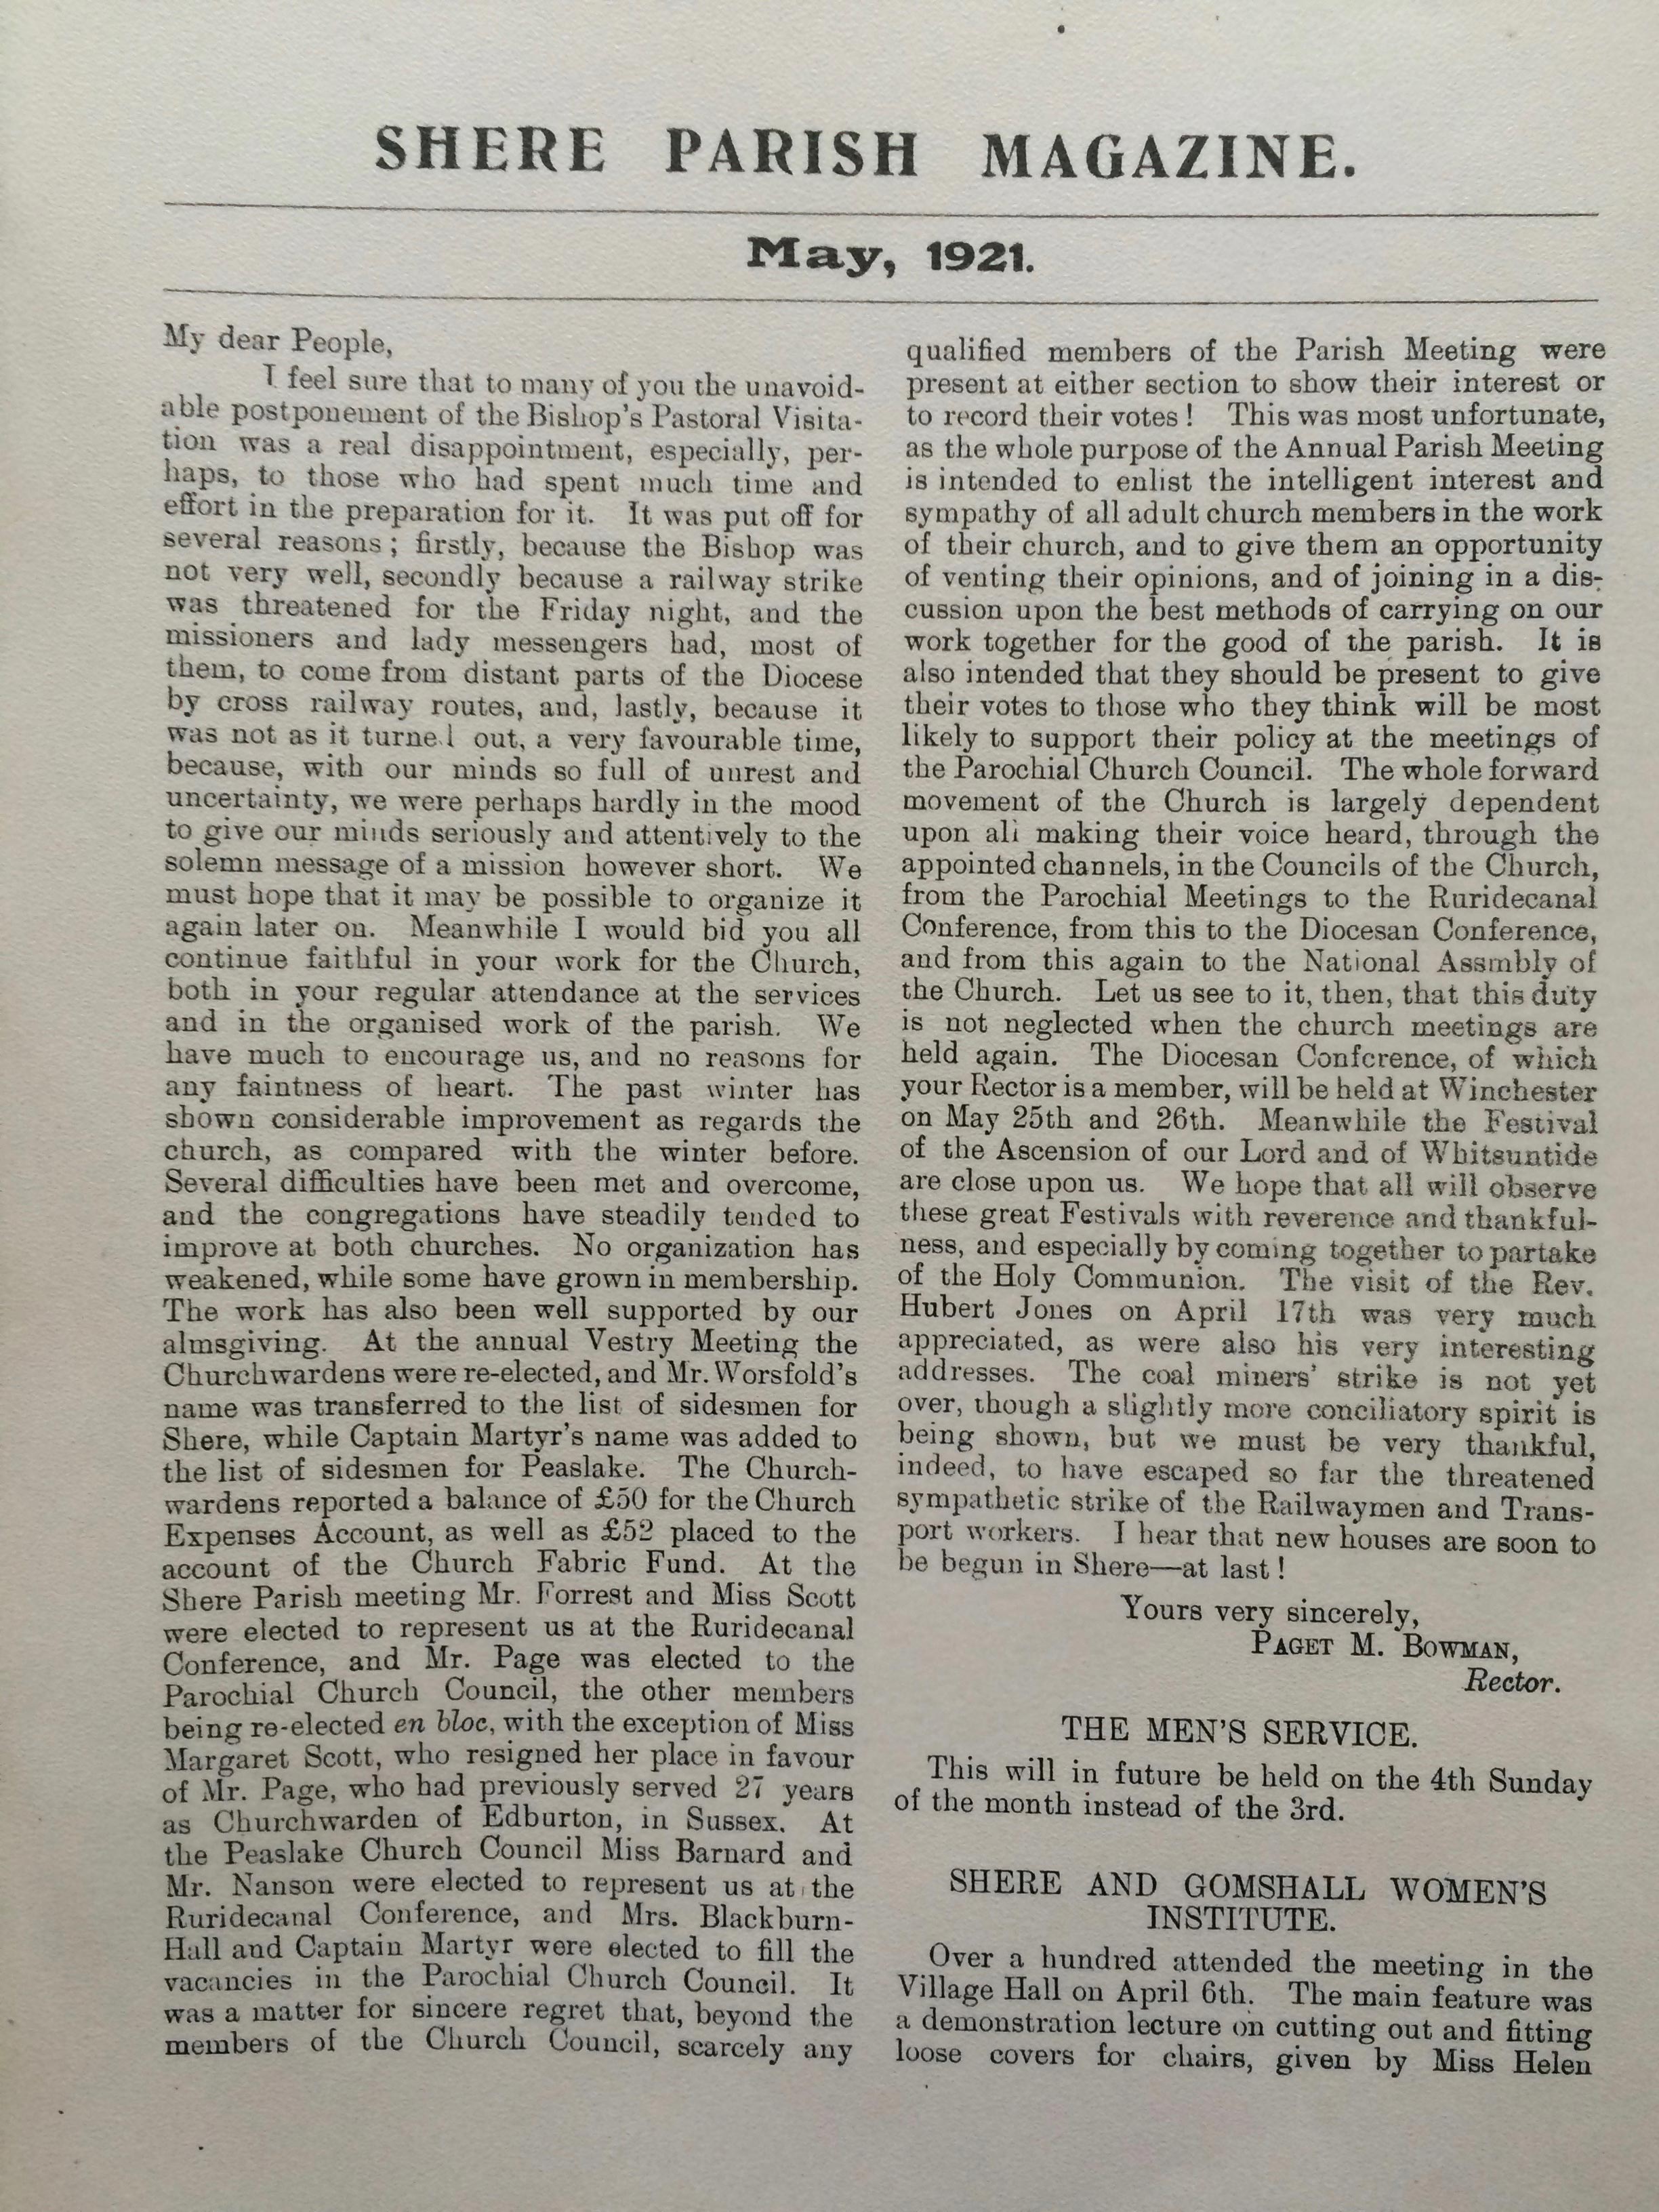 SHERE PARISH MAGAZINE.
May, 1921.
My dear People,
I feel sure that to many of you the unavoid-
able postponement of the Bishop's Pastoral Visita-
tion was a real disappointment, especially, per-
haps, to those who had spent much time and
effort in the preparation for it. It was put off for
several reasons; firstly, because the Bishop was
not very well, secondly because a railway strike
was threatened for the Friday night, and the
missioners and lady messengers had, most of
them, to come from distant parts of the Diocese
by cross railway routes, and, lastly, because it
was not as it turned out, a very favourable time,
because, with our minds so full of unrest and
uncertainty, we were perhaps hardly in the mood
to give our minds seriously and attentively to the
solemn message of a mission however short. We
must hope that it may be possible to organize it
again later on. Meanwhile I would bid you all
continue faithful in your work for the Church,
both in your regular attendance at the services
and in the organised work of the parish. We
have much to encourage us, and no reasons for
any faintness of heart. The past winter has
shown considerable improvement as regards the
church, as compared with the winter before.
Several difficulties have been met and overcome,
and the congregations have steadily tended to
improve at both churches. No organization has
weakened, while some have grown in membership.
The work has also been well supported by our
almsgiving. At the annual Vestry Meeting the
Churchwardens were re-elected, and Mr. Worsfold's
name was transferred to the list of sidesmen for
Shere, while Captain Martyr's name was added to
the list of sidesmen for Peaslake. The Church-
wardens reported a balance of £50 for the Church
Expenses Account, as well as £52 placed to the
account of the Church Fabric Fund. At the
Shere Parish meeting Mr. Forrest and Miss Scott
were elected to represent us at the Ruridecanal
Conference, and Mr. Page was elected to the
Parochial Church Council, the other members
being re-elected en bloc, with the exception of Miss
Margaret Scott, who resigned her place in favour
of Mr. Page, who had previously served 27 years
as Churchwarden of Edburton, in Sussex. At
the Peaslake Church Council Miss Barnard and
Mr. Nanson were elected to represent us at the
Ruridecanal Conference, and Mrs. Blackburn-
Hall and Captain Martyr were elected to fill the
vacancies in the Parochial Church Council. It
was a matter for sincere regret that, beyond the
members of the Church Council, scarcely any
qualified members of the Parish Meeting were
present at either section to show their interest or
to record their votes! This was most unfortunate,
as the whole purpose of the Annual Parish Meeting
is intended to enlist the intelligent interest and
sympathy of all adult church members in the work
of their church, and to give them an opportunity
of venting their opinions, and of joining in a dis-
cussion upon the best methods of carrying on our
work together for the good of the parish. It is
also intended that they should be present to give
their votes to those who they think will be most
likely to support their policy at the meetings of
the Parochial Church Council. The whole forward
movement of the Church is largely dependent
upon all making their voice heard, through the
appointed channels, in the Councils of the Church,
from the Parochial Meetings to the Ruridecanal
Conference, from this to the Diocesan Conference,
and from this again to the National Assmbly of
the Church. Let us see to it, then, that this duty
is not neglected when the church meetings are
held again. The Diocesan Conference, of which
your Rector is a member, will be held at Winchester
on May 25th and 26th. Meanwhile the Festival
of the Ascension of our Lord and of Whitsuntide
are close upon us. We hope that all will observe
these great Festivals with reverence and thankful-
ness, and especially by coming together to partake
of the Holy Communion. The visit of the Rev.
Hubert Jones on April 17th was very much
appreciated, as were also his very interesting
addresses. The coal miners' strike is not yet
over, though a slightly more conciliatory spirit is
being shown, but we must be very thankful,
indeed, to have escaped so far the threatened
sympathetic strike of the Railwaymen and Trans-
port workers. I hear that new houses are soon to
be begun in Shere—at last!
Yours very sincerely,
PAGET M. BOWMAN,
Rector.
THE MEN'S SERVICE.
This will in future be held on the 4th Sunday
of the month instead of the 3rd.
SHERE AND GOMSHALL WOMEN'S
INSTITUTE.
Over a hundred attended the meeting in the
Village Hall on April 6th. The main feature was
a demonstration lecture on cutting out and fitting
loose covers for chairs, given by Miss Helen